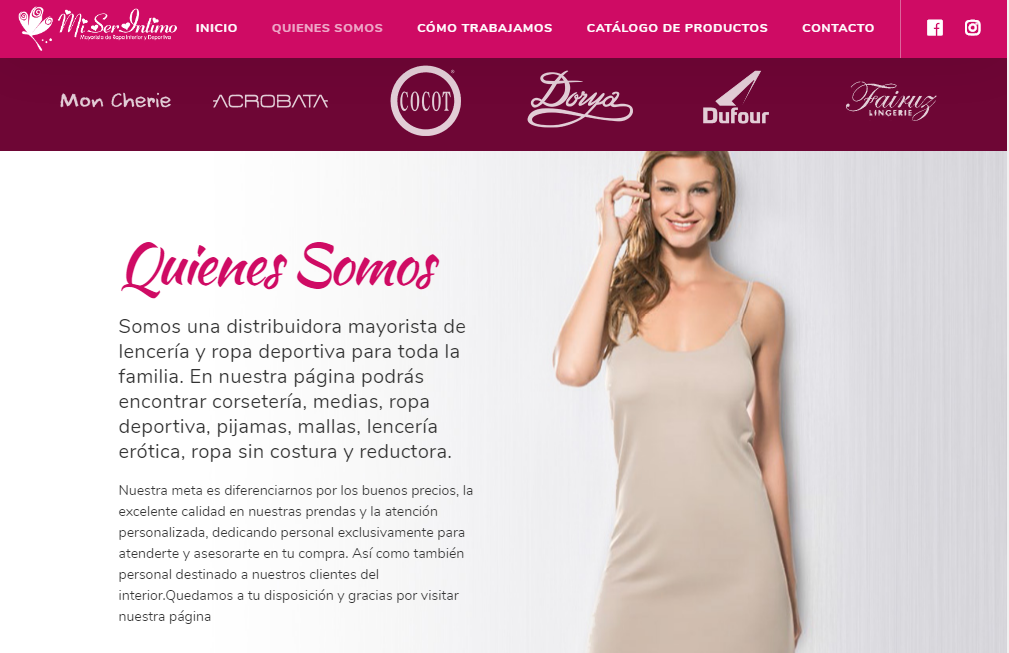 Mi Ser Intimo
Mayorista de Ropa Interior y Deportiva
INICIO
QUIENES SOMOS
CÓMO TRABAJAMOS
CATÁLOGO DE PRODUCTOS
CONTACTO
Mon Cherie
ACROBATA
COCOT
Dorya
Dufour
Fairuz
LINGERIE
Quienes Somos
Somos una distribuidora mayorista de
lencería y ropa deportiva para toda la
familia. En nuestra página podrás
encontrar corsetería, medias, ropa
deportiva, pijamas, mallas, lencería
erótica, ropa sin costura y reductora.
Nuestra meta es diferenciarnos por los buenos precios, la
excelente calidad en nuestras prendas y la atención
personalizada, dedicando personal exclusivamente para
atenderte y asesorarte en tu compra. Así como también
personal destinado a nuestros clientes del
interior.Quedamos a tu disposición y gracias por visitar
nuestra página